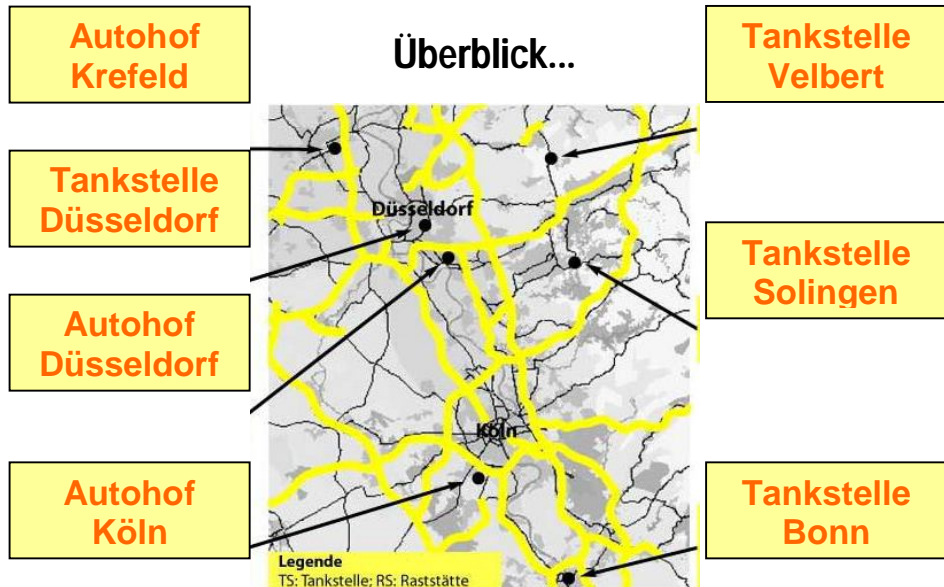 Überblick...
Autohof
Krefeld
Tankstelle
Düsseldorf
Autohof
Düsseldorf
Autohof
Köln
Düsseldorf
Köln
Legende
TS: Tankstelle; RS: Raststätte
Tankstelle
Velbert
Tankstelle
Solingen
Tankstelle
Bonn